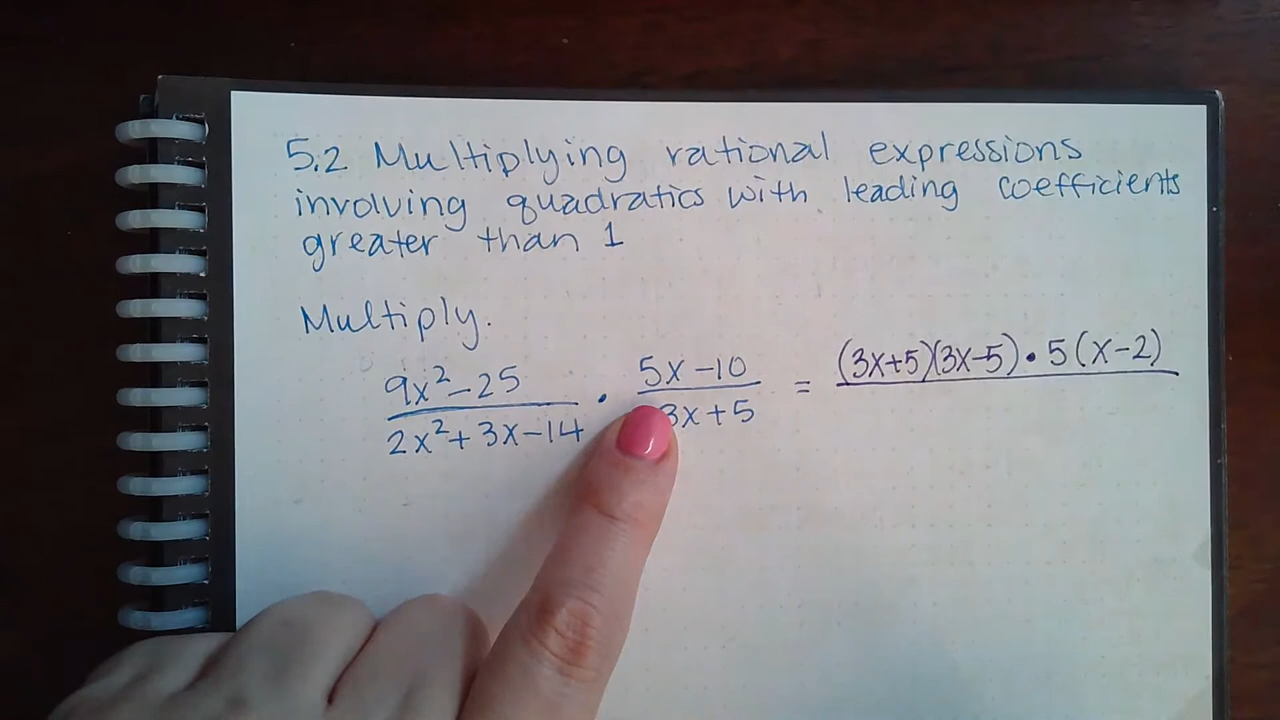 5.2 Multiplying rational expressions
involving quadratics with leading coefficients
greater than 1
Multiply.
9x²-25 / 2x²+3x-14 · 5x-10 / 3x+5 = (3x+5)(3x-5)·5(x-2)